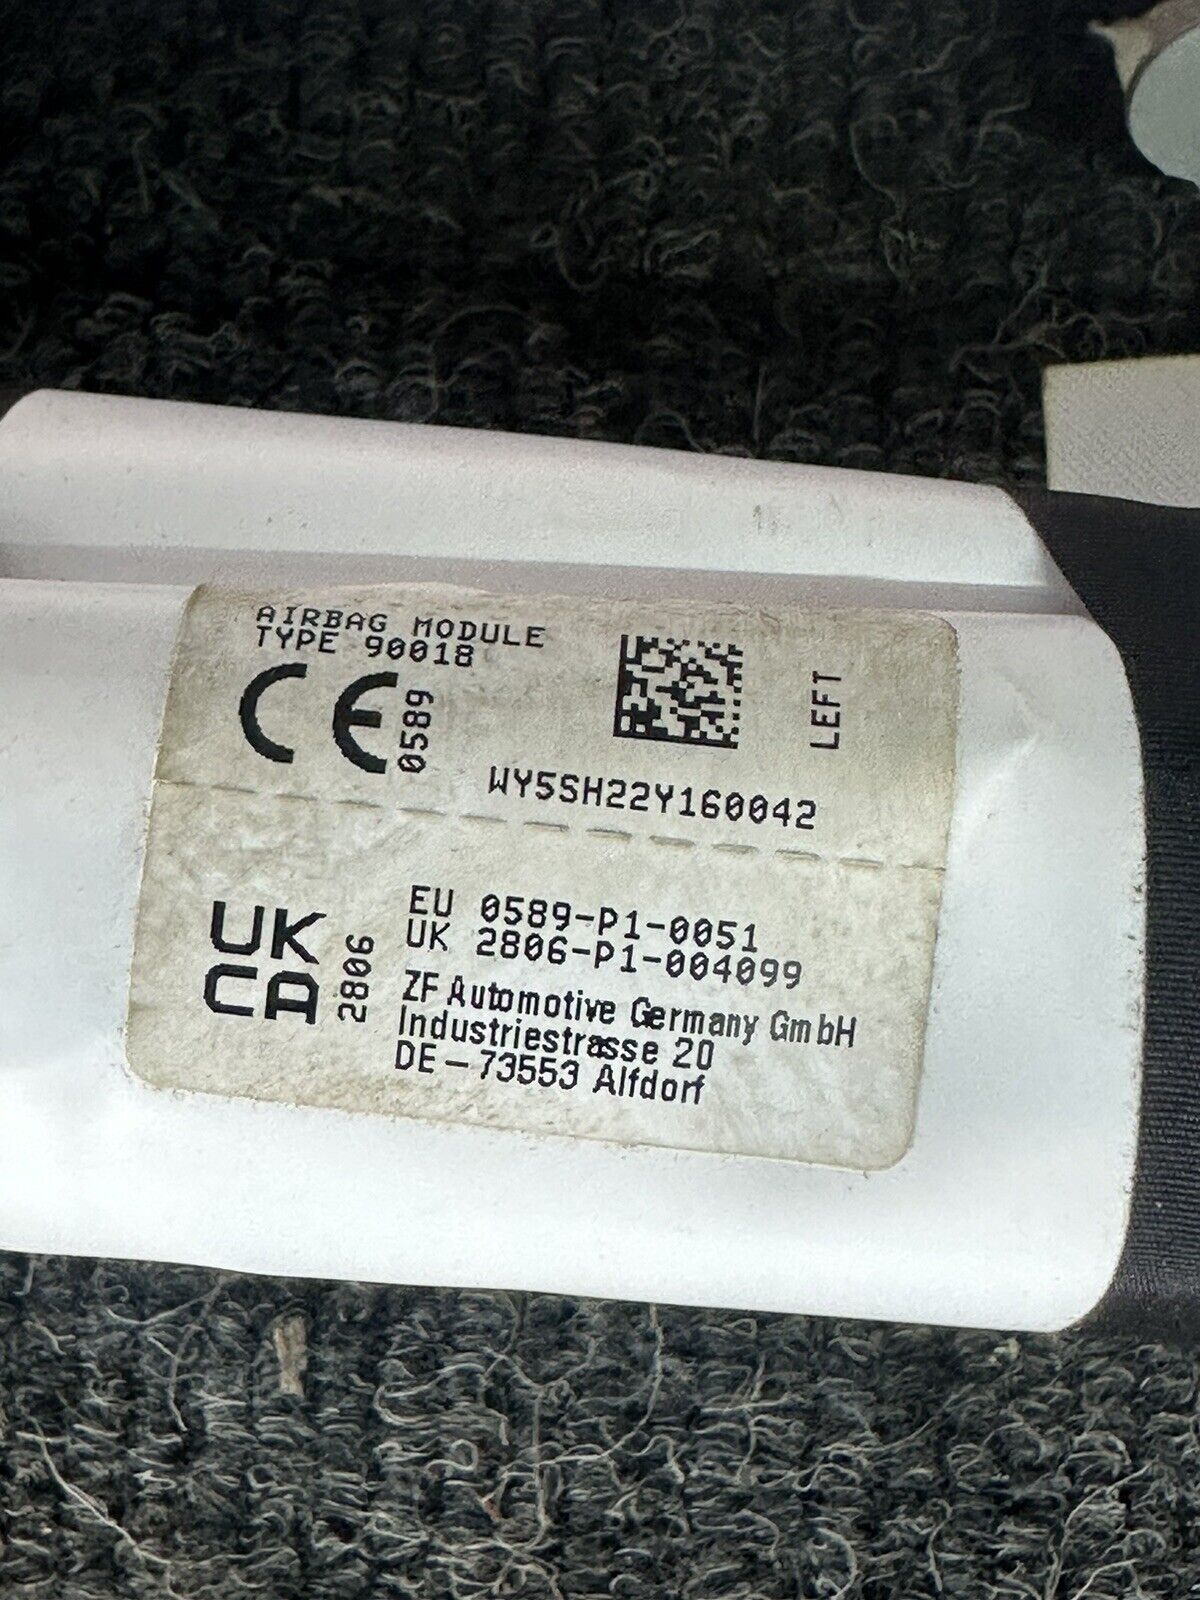 AIRBAG MODULE
TYPE 90018
CE 0589
LEFT
WY5SH22Y160042
UK
CA 2806
EU 0589-P1-0051
UK 2806-P1-004099
ZF Automotive Germany GmbH
Industriestrasse 20
DE-73553 Alfdorf